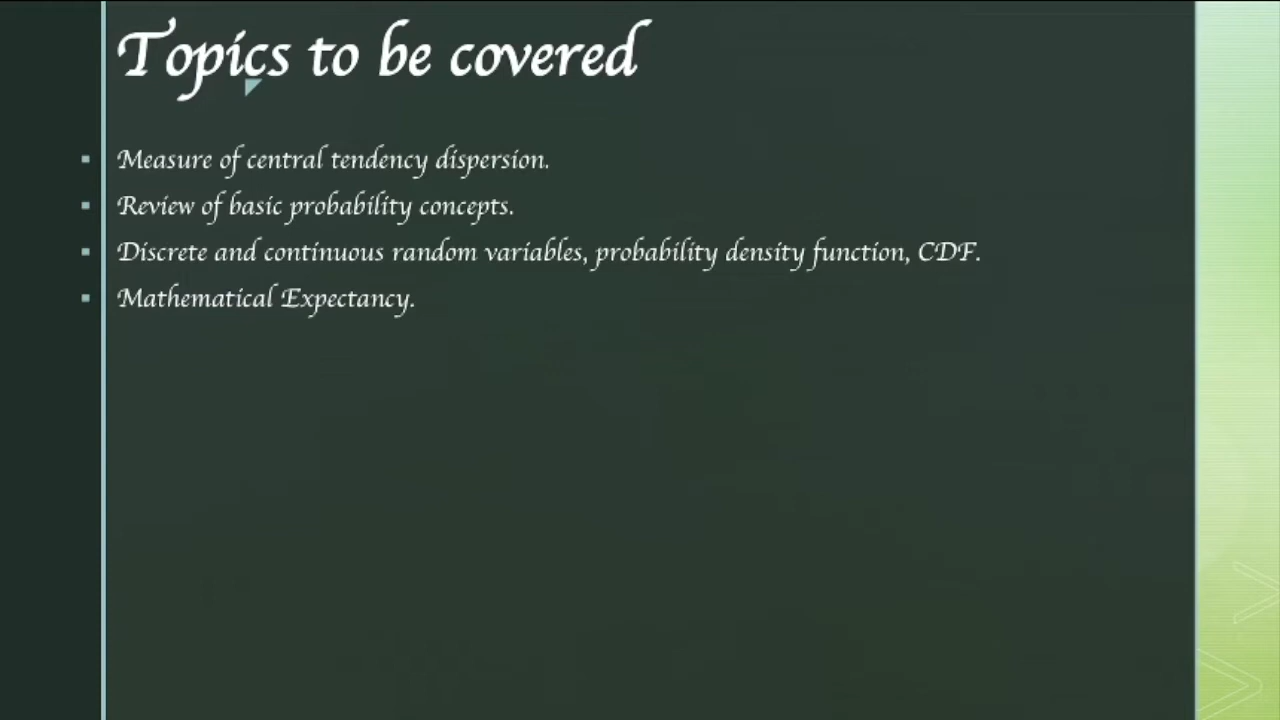 Topics to be covered
Measure of central tendency dispersion.
Review of basic probability concepts.
Discrete and continuous random variables, probability density function, CDF.
Mathematical Expectancy.